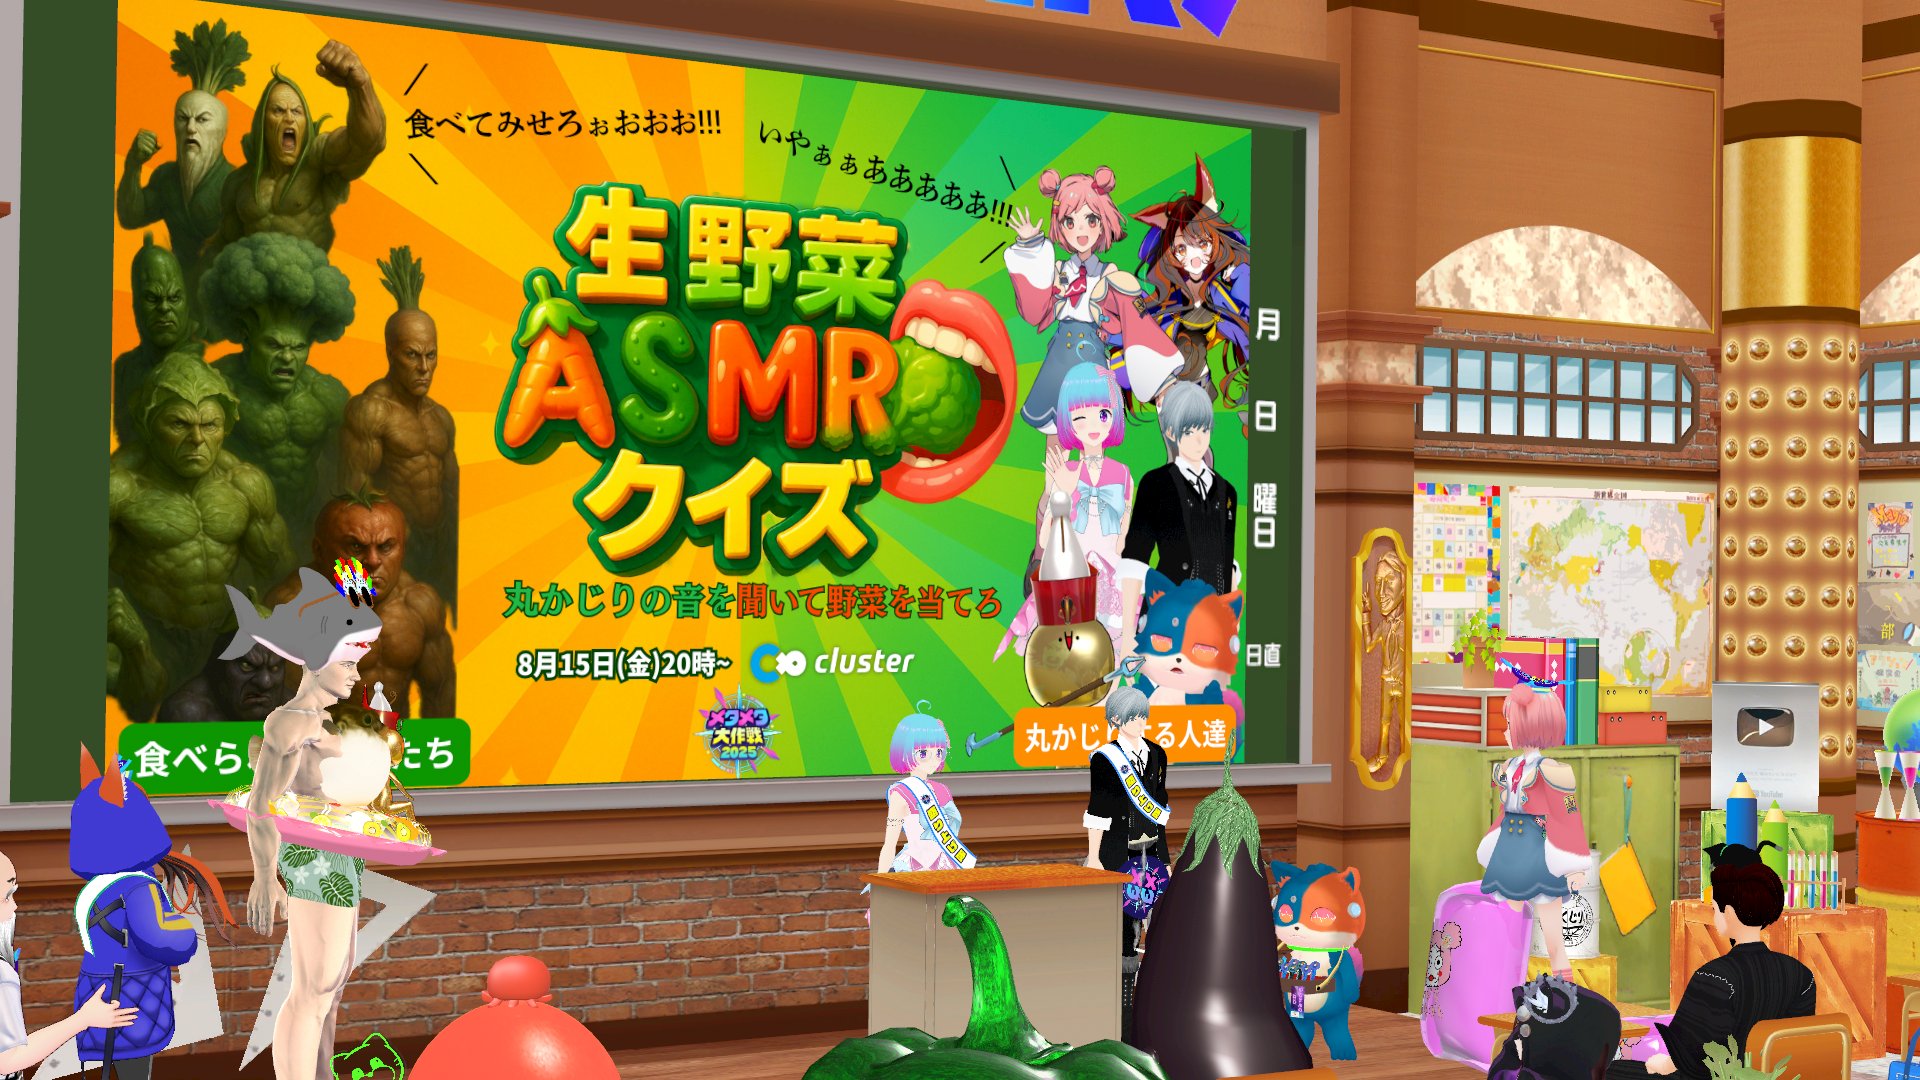 食べてみせろぉおおお!!!
いやぁぁあああああ!!!
生野菜
ASMR
クイズ
丸かじりの音を聞いて野菜を当てろ
8月15日(金)20時~
cluster
メタメタ
大作戦
2025
食べら
たち
丸かじり
る人達
月
日
曜
日
日直
部
YouTube